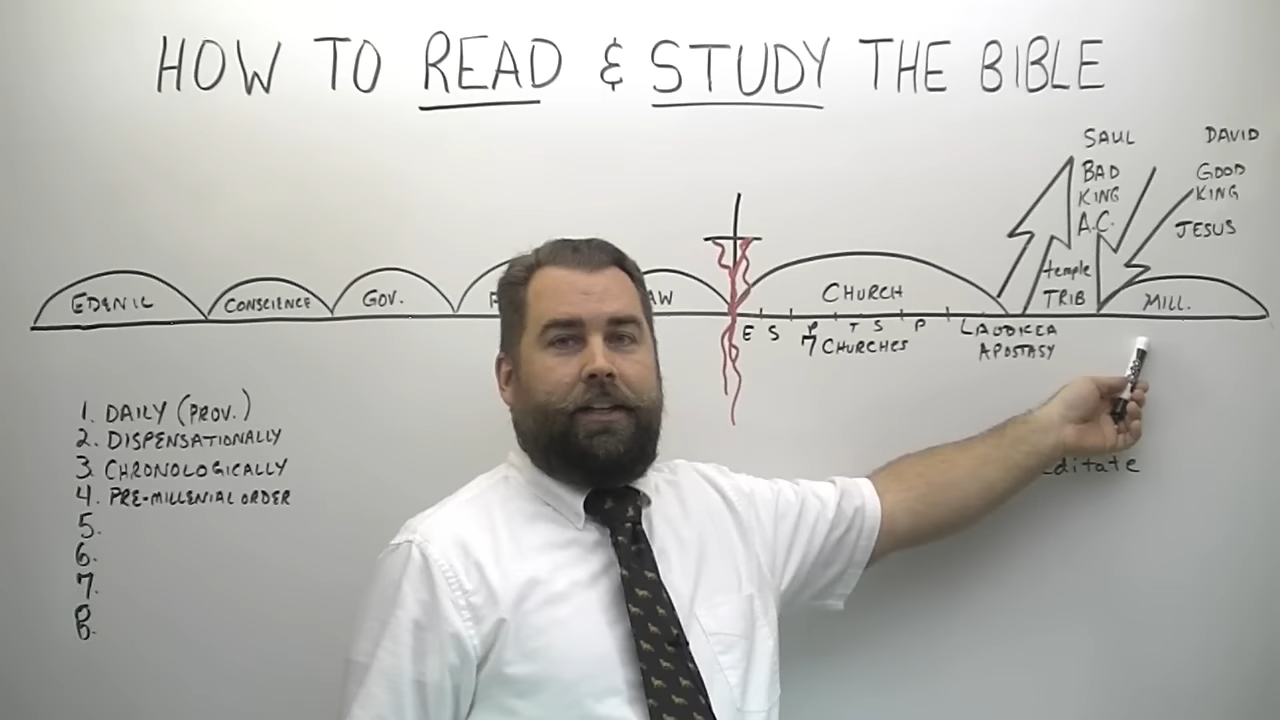 HOW TO READ & STUDY THE BIBLE
SAUL
BAD
KING
A.C.
DAVID
GOOD
KING
JESUS
EDENIC
CONSCIENCE
GOV.
CHURCH
temple
TRIB
MILL.
E S P T S P LAODICEA
7 CHURCHES
APOSTASY
1. DAILY (PROV.)
2. DISPENSATIONALLY
3. CHRONOLOGICALLY
4. PRE-MILLENIAL ORDER
5.
6.
7.
8.